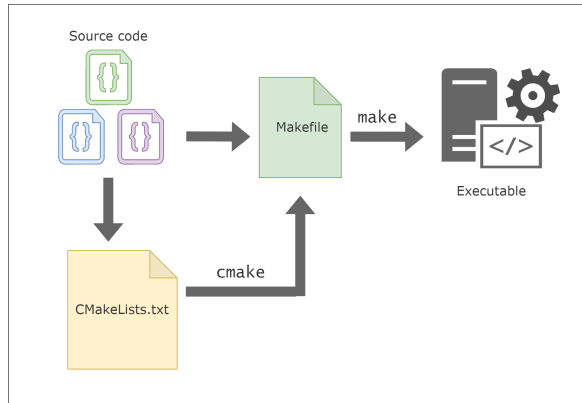 Source code
{}
{} {}
Makefile
make
</>
Executable
cmake
CMakeLists.txt